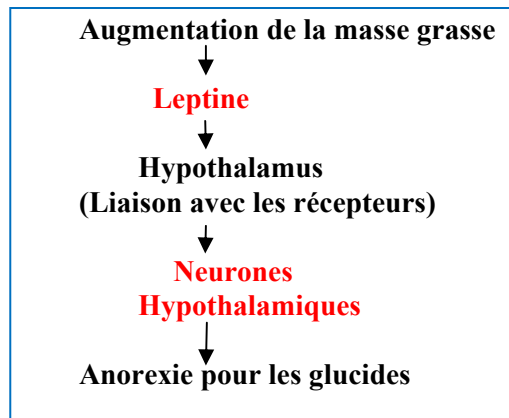 Augmentation de la masse grasse
Leptine
Hypothalamus
(Liaison avec les récepteurs)
Neurones
Hypothalamiques
Anorexie pour les glucides